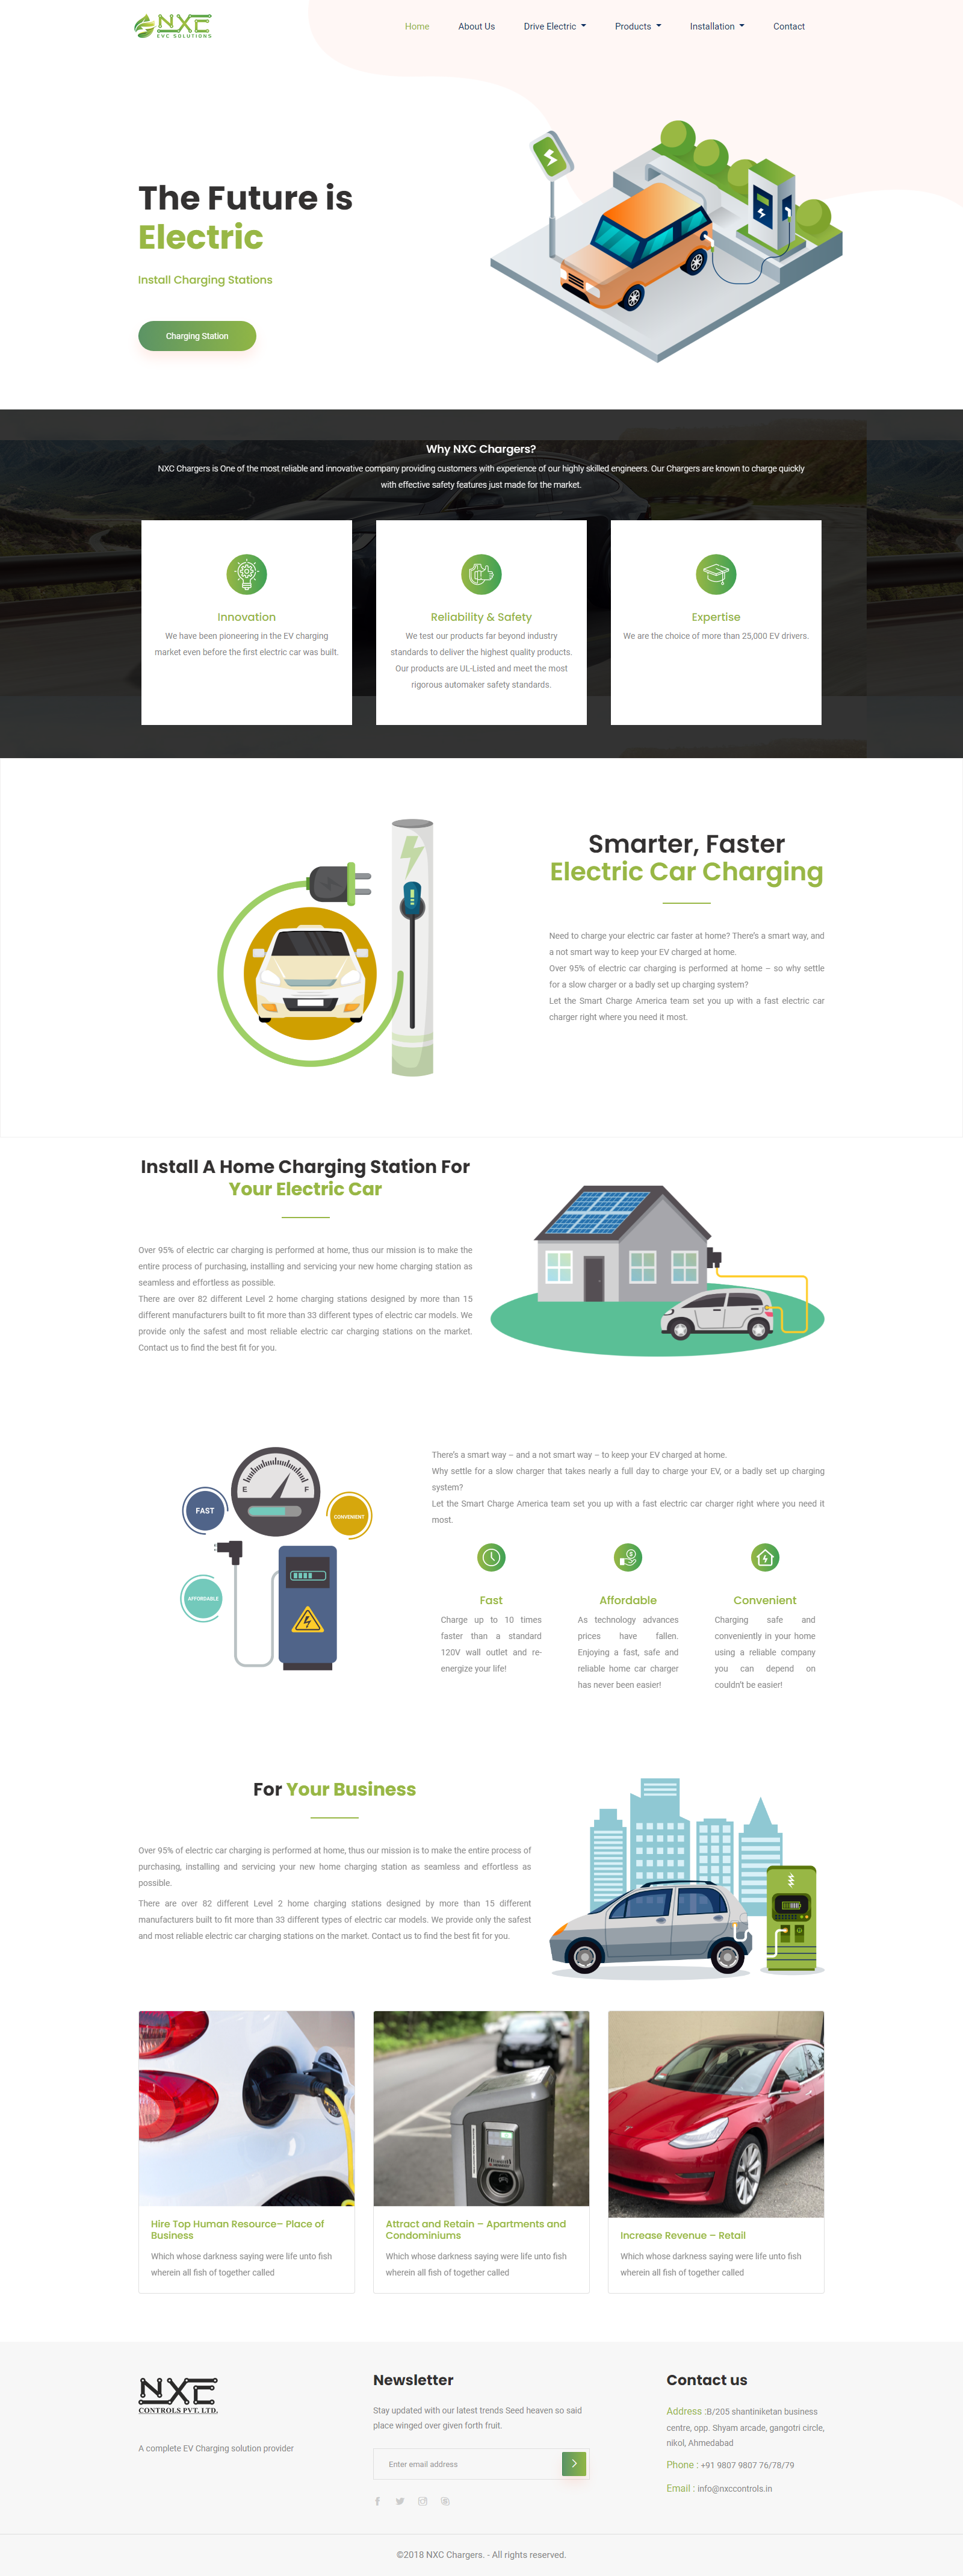 NXC
EVC SOLUTIONS
Home
About Us
Drive Electric
Products
Installation
Contact
The Future is
Electric
Install Charging Stations
Charging Station
Why NXC Chargers?
NXC Chargers is One of the most reliable and innovative company providing customers with experience of our highly skilled engineers. Our Chargers are known to charge quickly
with effective safety features just made for the market.
Innovation
We have been pioneering in the EV charging
market even before the first electric car was built.
Reliability & Safety
We test our products far beyond industry
standards to deliver the highest quality products.
Our products are UL-Listed and meet the most
rigorous automaker safety standards.
Expertise
We are the choice of more than 25,000 EV drivers.
Smarter, Faster
Electric Car Charging
Need to charge your electric car faster at home? There's a smart way, and
a not smart way to keep your EV charged at home.
Over 95% of electric car charging is performed at home – so why settle
for a slow charger or a badly set up charging system?
Let the Smart Charge America team set you up with a fast electric car
charger right where you need it most.
Install A Home Charging Station For
Your Electric Car
Over 95% of electric car charging is performed at home, thus our mission is to make the
entire process of purchasing, installing and servicing your new home charging station as
seamless and effortless as possible.
There are over 82 different Level 2 home charging stations designed by more than 15
different manufacturers built to fit more than 33 different types of electric car models. We
provide only the safest and most reliable electric car charging stations on the market.
Contact us to find the best fit for you.
E
F
FAST
CONVENIENT
AFFORDABLE
There's a smart way – and a not smart way – to keep your EV charged at home.
Why settle for a slow charger that takes nearly a full day to charge your EV, or a badly set up charging
system?
Let the Smart Charge America team set you up with a fast electric car charger right where you need it
most.
Fast
Charge up to 10 times
faster than a standard
120V wall outlet and re-
energize your life!
Affordable
As technology advances
prices have fallen.
Enjoying a fast, safe and
reliable home car charger
has never been easier!
Convenient
Charging safe and
conveniently in your home
using a reliable company
you can depend on
couldn't be easier!
For Your Business
Over 95% of electric car charging is performed at home, thus our mission is to make the entire process of
purchasing, installing and servicing your new home charging station as seamless and effortless as
possible.
There are over 82 different Level 2 home charging stations designed by more than 15 different
manufacturers built to fit more than 33 different types of electric car models. We provide only the safest
and most reliable electric car charging stations on the market. Contact us to find the best fit for you.
Hire Top Human Resource– Place of
Business
Which whose darkness saying were life unto fish
wherein all fish of together called
Attract and Retain – Apartments and
Condominiums
Which whose darkness saying were life unto fish
wherein all fish of together called
Increase Revenue – Retail
Which whose darkness saying were life unto fish
wherein all fish of together called
NXC
CONTROLS PVT. LTD.
A complete EV Charging solution provider
Newsletter
Stay updated with our latest trends Seed heaven so said
place winged over given forth fruit.
Enter email address
Contact us
Address :B/205 shantiniketan business
centre, opp. Shyam arcade, gangotri circle,
nikol, Ahmedabad
Phone : +91 9807 9807 76/78/79
Email : info@nxccontrols.in
©2018 NXC Chargers. - All rights reserved.